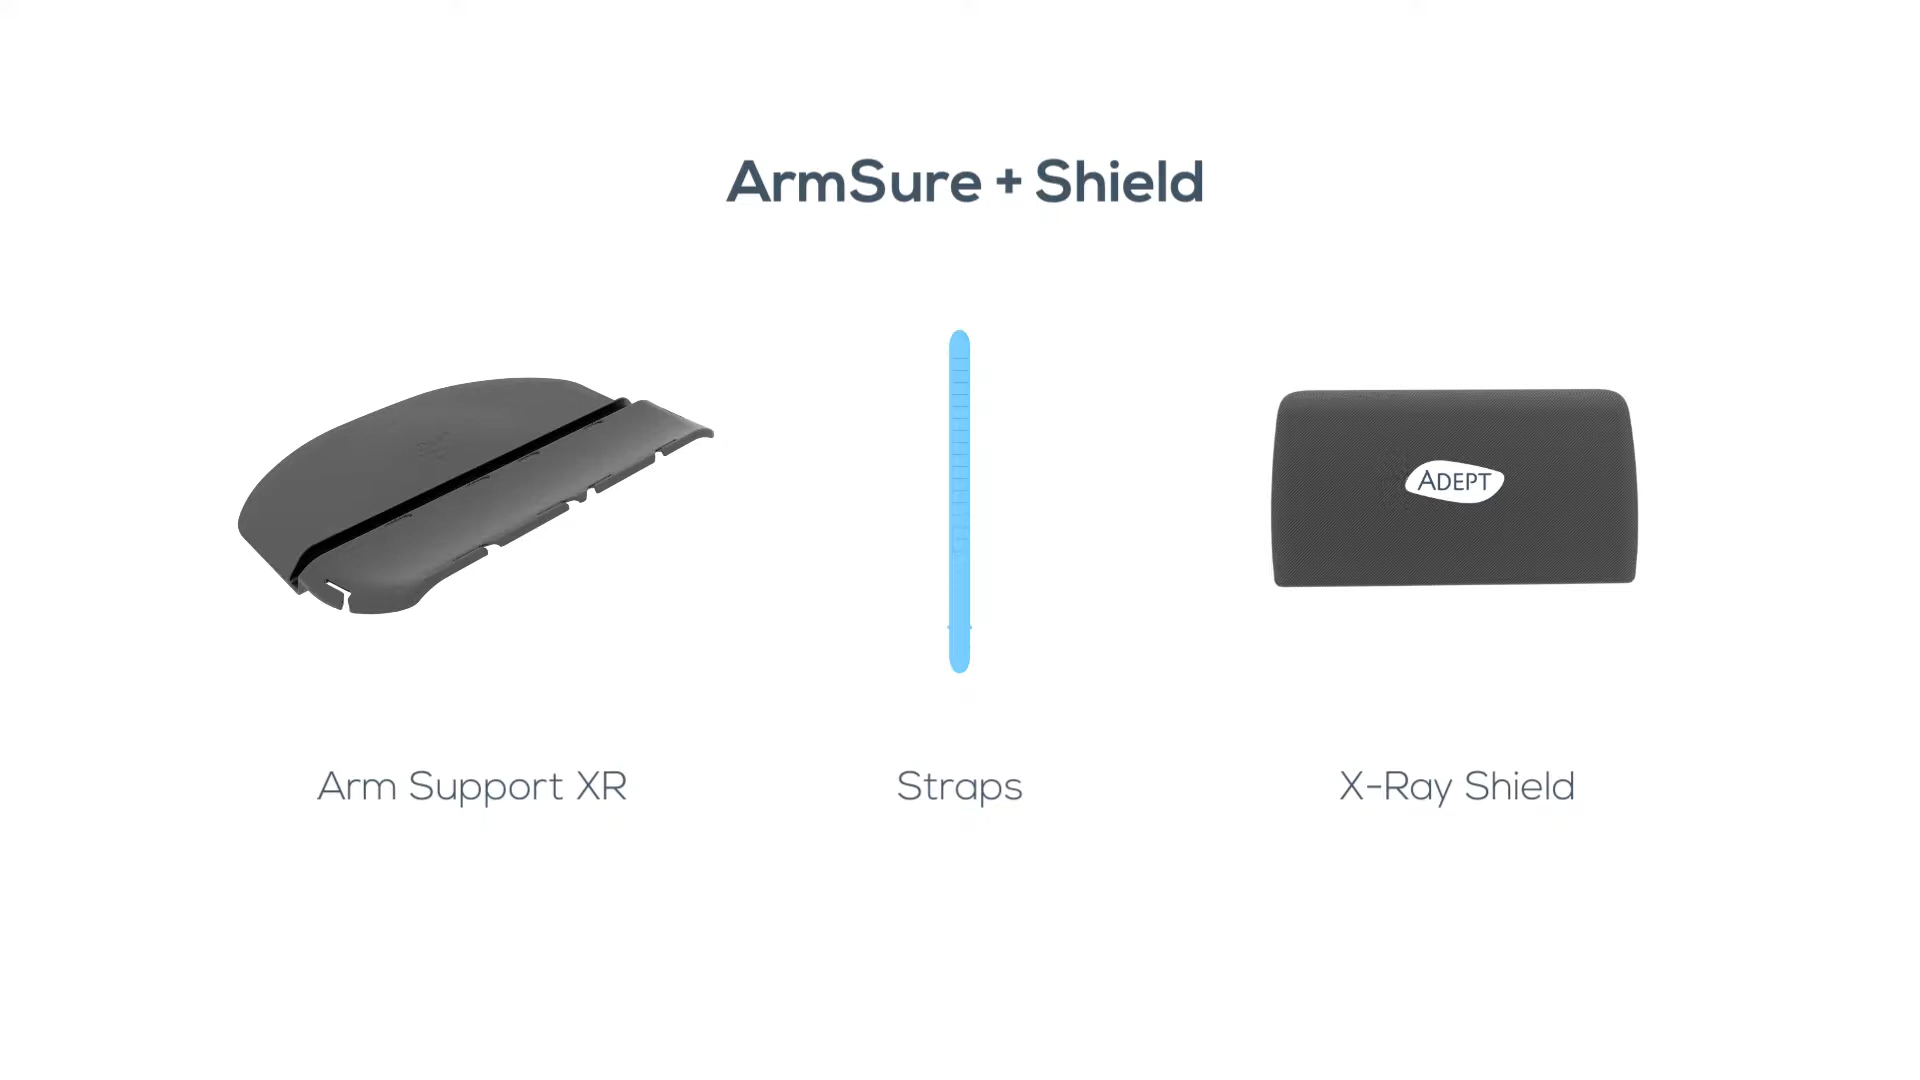 ArmSure + Shield
ADEPT
Arm Support XR
Straps
X-Ray Shield